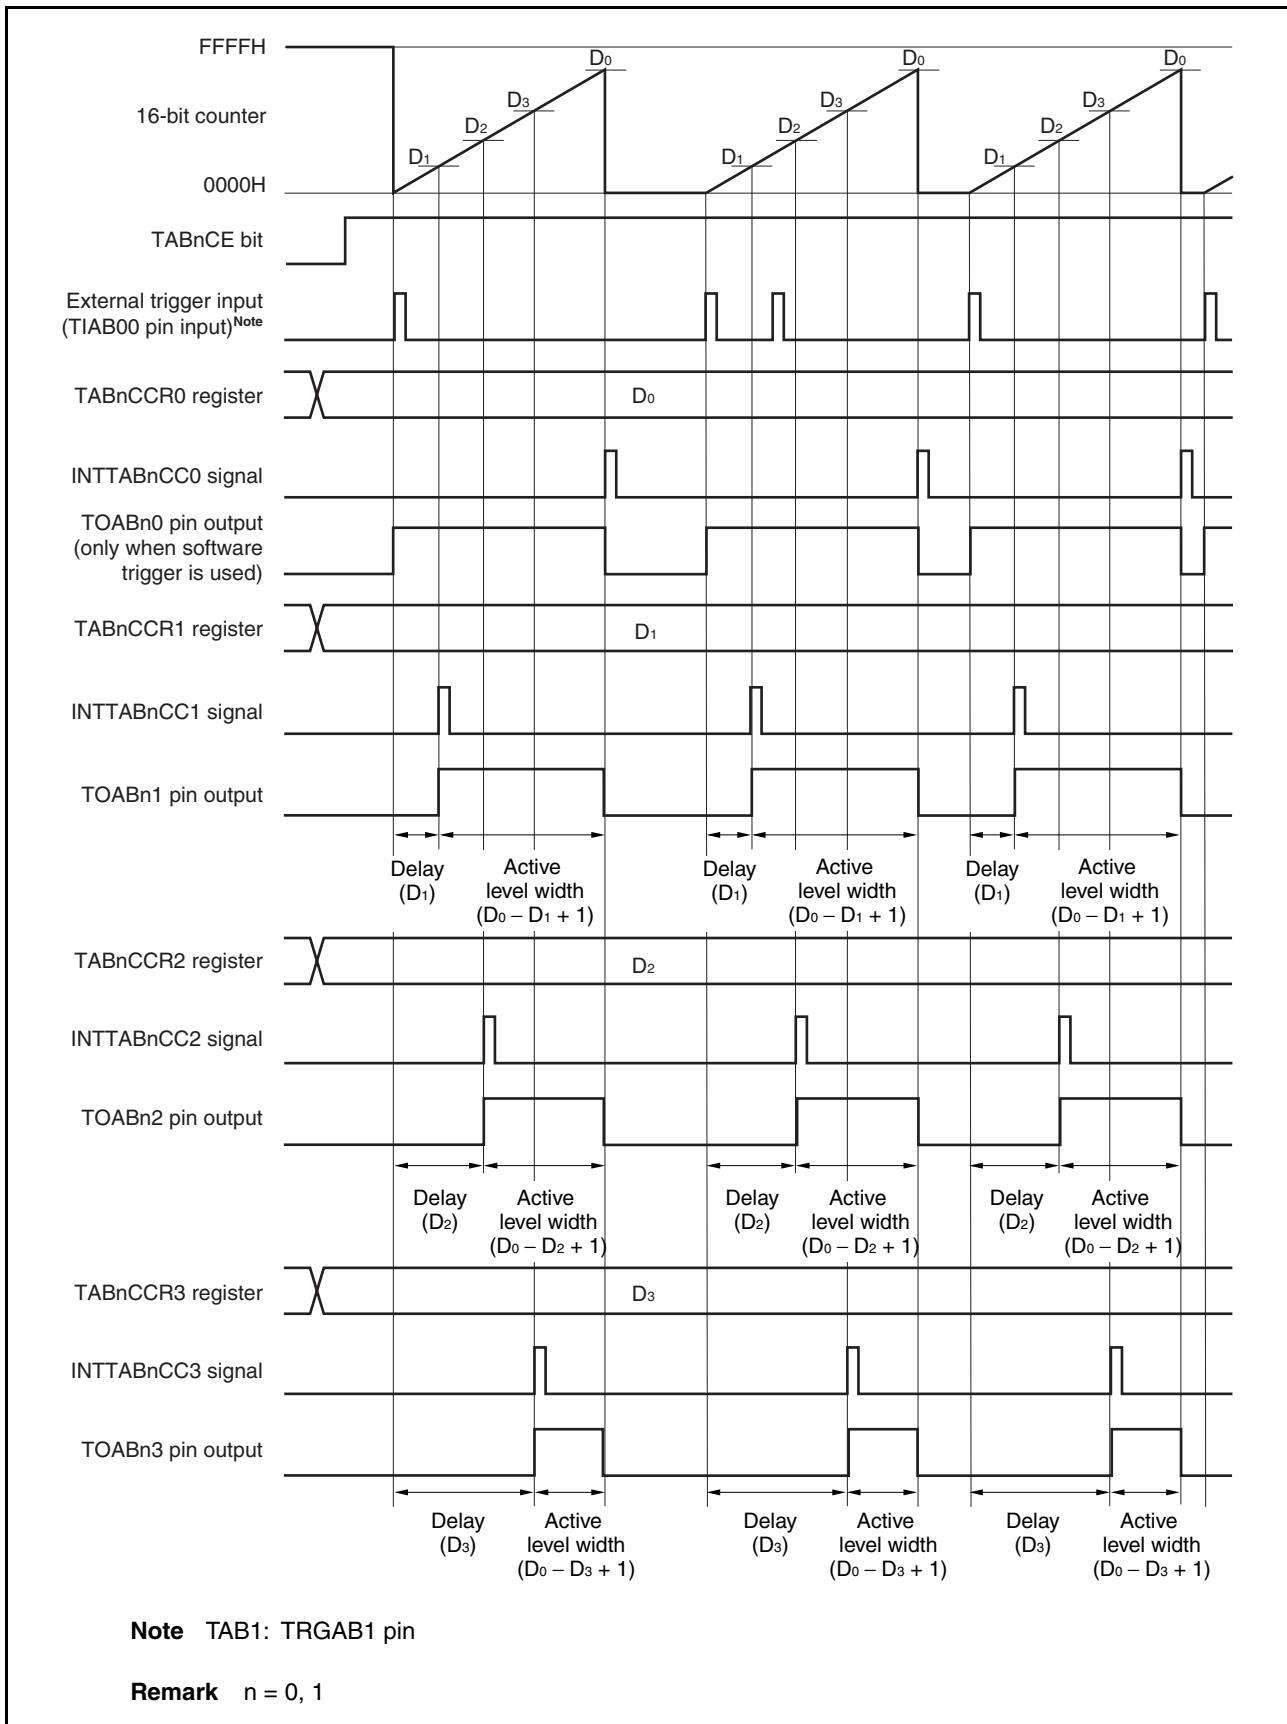 FFFFH
D0 D0 D0
16-bit counter
D3 D3 D3
D2 D2 D2
D1 D1 D1
0000H
TABnCE bit
External trigger input
(TIAB00 pin input)Note
TABnCCR0 register D0
INTTABnCC0 signal
TOABn0 pin output
(only when software
trigger is used)
TABnCCR1 register D1
INTTABnCC1 signal
TOABn1 pin output
Delay Active Delay Active Delay Active
(D1) level width (D1) level width (D1) level width
(D0 – D1 + 1) (D0 – D1 + 1) (D0 – D1 + 1)
TABnCCR2 register D2
INTTABnCC2 signal
TOABn2 pin output
Delay Active Delay Active Delay Active
(D2) level width (D2) level width (D2) level width
(D0 – D2 + 1) (D0 – D2 + 1) (D0 – D2 + 1)
TABnCCR3 register D3
INTTABnCC3 signal
TOABn3 pin output
Delay Active Delay Active Delay Active
(D3) level width (D3) level width (D3) level width
(D0 – D3 + 1) (D0 – D3 + 1) (D0 – D3 + 1)
Note TAB1: TRGAB1 pin
Remark n = 0, 1